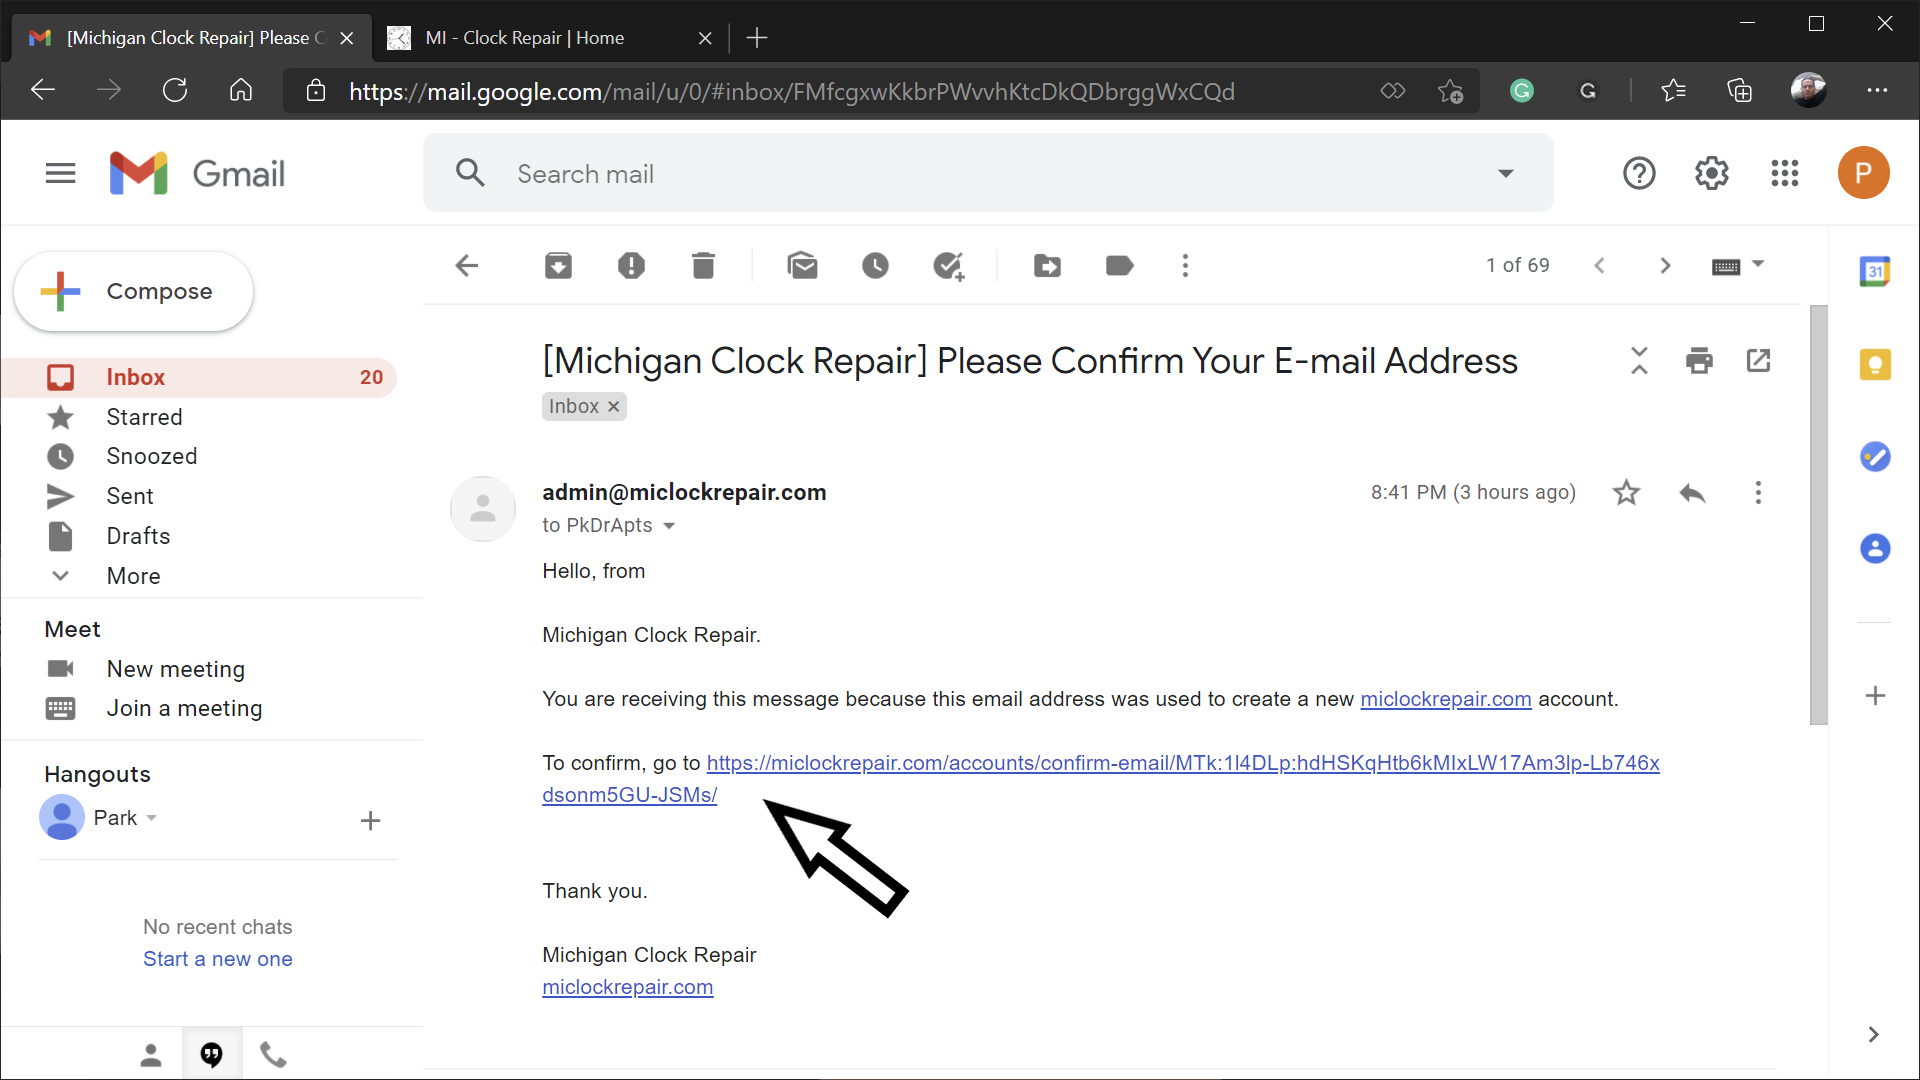 [Michigan Clock Repair] Please C
MI - Clock Repair | Home
https://mail.google.com/mail/u/0/#inbox/FMfcgxwKkbrPWvvhKtcDkQDbrggWxCQd
Gmail
Search mail
P
Compose
1 of 69
31
[Michigan Clock Repair] Please Confirm Your E-mail Address
Inbox
Inbox 20
Starred
Snoozed
Sent
Drafts
More
admin@miclockrepair.com
8:41 PM (3 hours ago)
to PkDrApts
Hello, from
Michigan Clock Repair.
You are receiving this message because this email address was used to create a new miclockrepair.com account.
To confirm, go to https://miclockrepair.com/accounts/confirm-email/MTk:1l4DLp:hdHSKqHtb6kMIxLW17Am3lp-Lb746x
dsonm5GU-JSMs/
Thank you.
Michigan Clock Repair
miclockrepair.com
Meet
New meeting
Join a meeting
Hangouts
Park
No recent chats
Start a new one